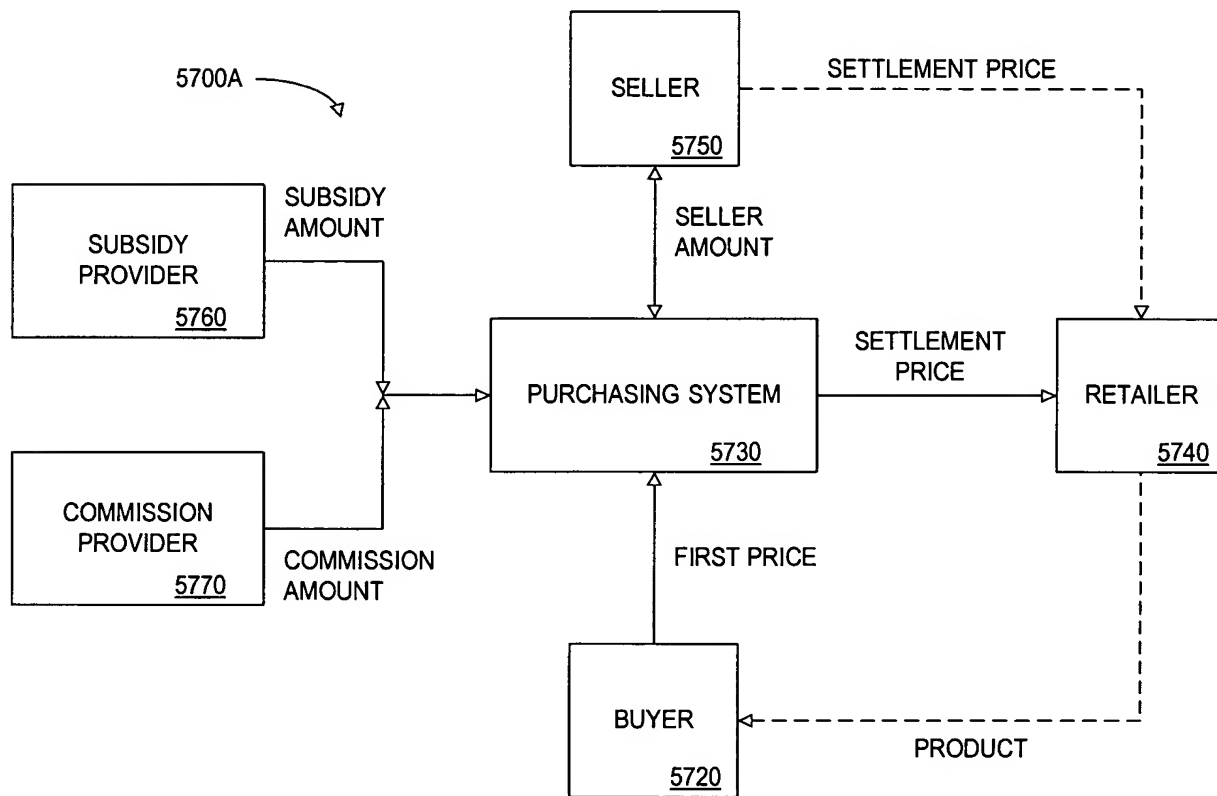 5700A
SELLER
5750
SETTLEMENT PRICE
SUBSIDY
AMOUNT
SUBSIDY
PROVIDER
5760
SELLER
AMOUNT
PURCHASING SYSTEM
5730
SETTLEMENT
PRICE
RETAILER
5740
COMMISSION
PROVIDER
5770
COMMISSION
AMOUNT
FIRST PRICE
BUYER
5720
PRODUCT